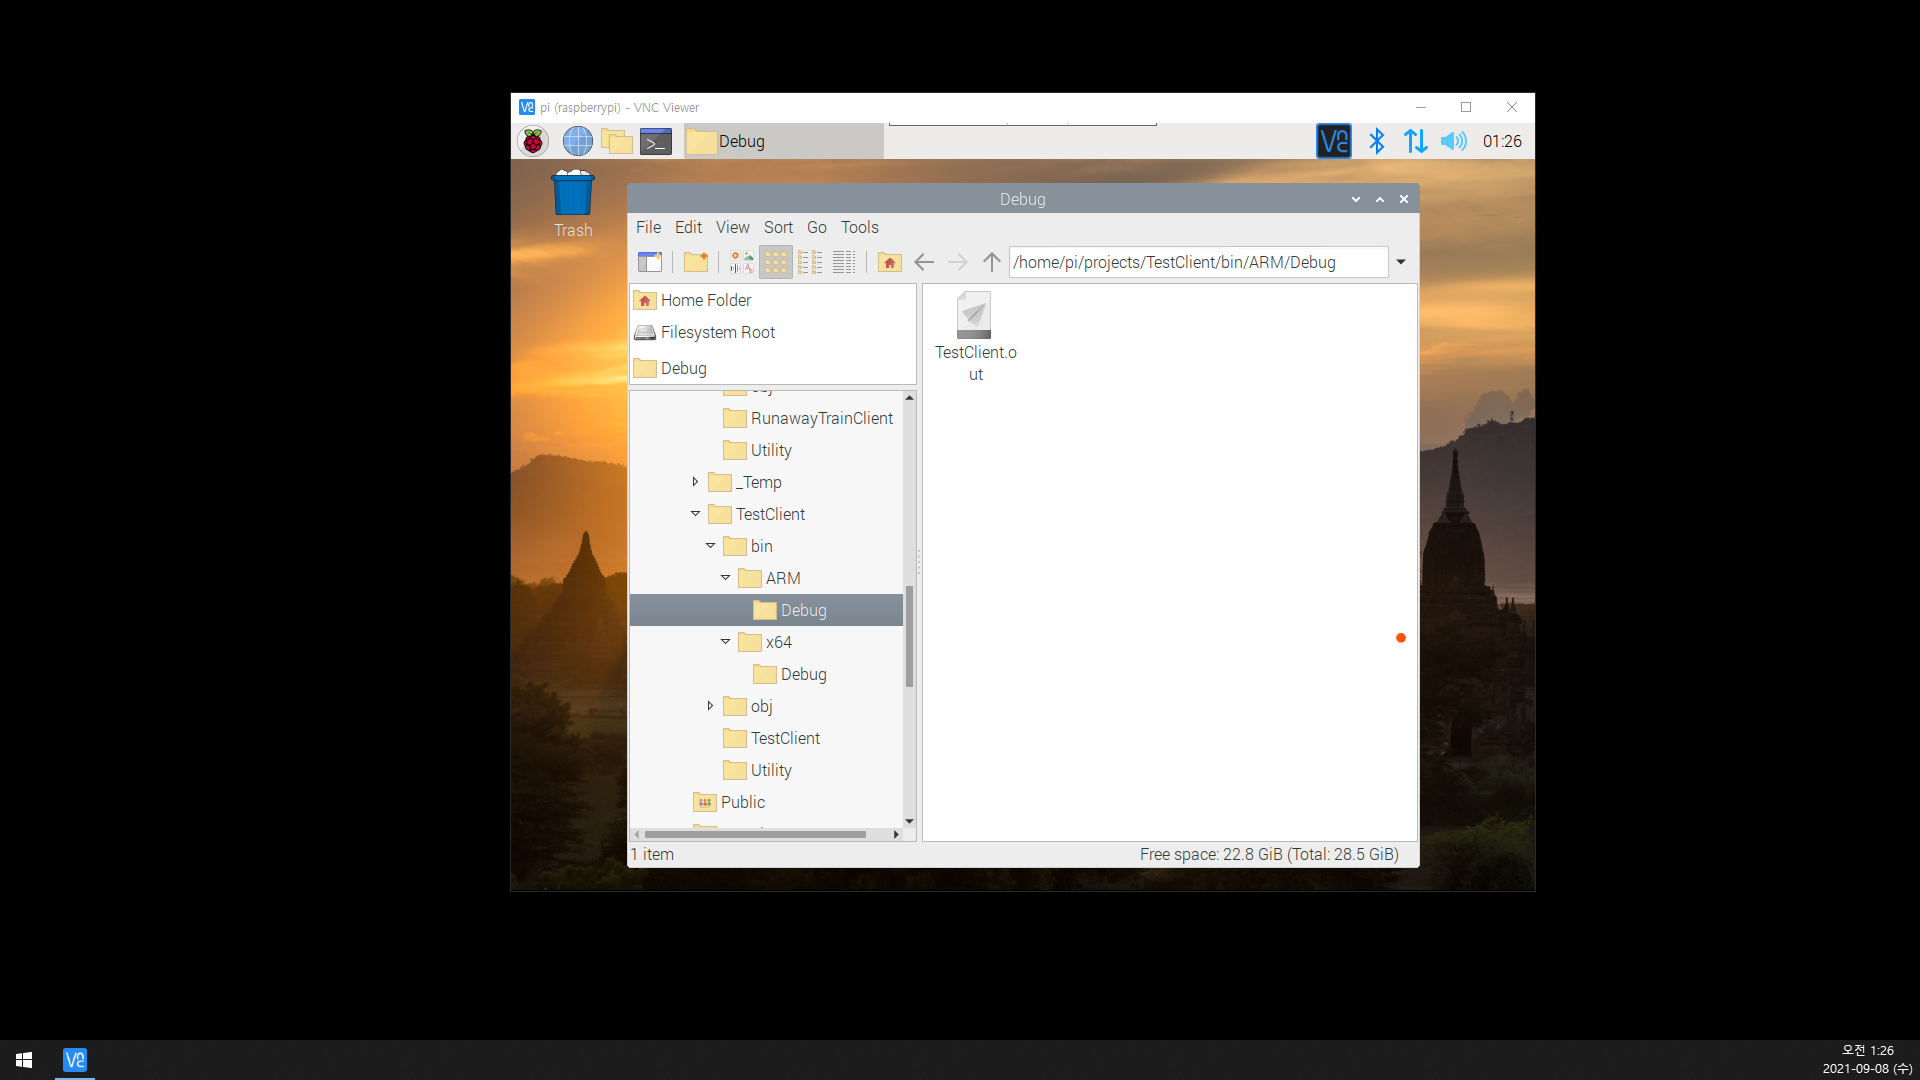 pi (raspberrypi) - VNC Viewer
Debug
01:26
Trash
Debug
File Edit View Sort Go Tools
/home/pi/projects/TestClient/bin/ARM/Debug
Home Folder
Filesystem Root
Debug
RunawayTrainClient
Utility
_Temp
TestClient
bin
ARM
Debug
x64
Debug
obj
TestClient
Utility
Public
TestClient.o
ut
1 item
Free space: 22.8 GiB (Total: 28.5 GiB)
오전 1:26
2021-09-08 (수)